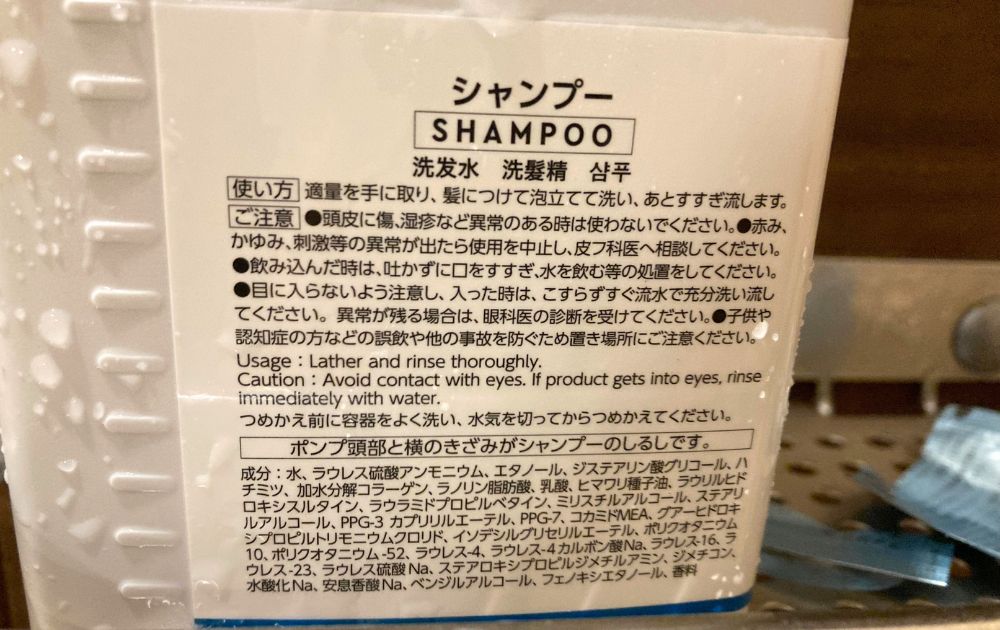 シャンプー
SHAMPOO
洗发水 洗髮精 샴푸
使い方 適量を手に取り、髪につけて泡立てて洗い、あとすすぎ流します。
ご注意 ●頭皮に傷、湿疹など異常のある時は使わないでください。●赤み、
かゆみ、刺激等の異常が出たら使用を中止し、皮フ科医へ相談してください。
●飲み込んだ時は、吐かずに口をすすぎ、水を飲む等の処置をしてください。
●目に入らないよう注意し、入った時は、こすらずすぐ流水で充分洗い流し
てください。異常が残る場合は、眼科医の診断を受けてください。●子供や
認知症の方などの誤飲や他の事故を防ぐため置き場所にご注意ください。
Usage：Lather and rinse thoroughly.
Caution：Avoid contact with eyes. If product gets into eyes, rinse
immediately with water.
つめかえ前に容器をよく洗い、水気を切ってからつめかえてください。
ポンプ頭部と横のきざみがシャンプーのしるしです。
成分：水、ラウレス硫酸アンモニウム、エタノール、ジステアリン酸グリコール、ハ
チミツ、加水分解コラーゲン、ラノリン脂肪酸、乳酸、ヒマワリ種子油、ラウリルヒド
ロキシスルタイン、ラウラミドプロピルベタイン、ミリスチルアルコール、ステアリ
ルアルコール、PPG-3 カプリリルエーテル、PPG-7、コカミドMEA、グアーヒドロキ
シプロピルトリモニウムクロリド、イソデシルグリセリルエーテル、ポリクオタニウム
10、ポリクオタニウム-52、ラウレス-4、ラウレス-4カルボン酸Na、ラウレス-16、ラ
ウレス-23、ラウレス硫酸Na、ステアロキシプロピルジメチルアミン、ジメチコン、
水酸化Na、安息香酸Na、ベンジルアルコール、フェノキシエタノール、香料